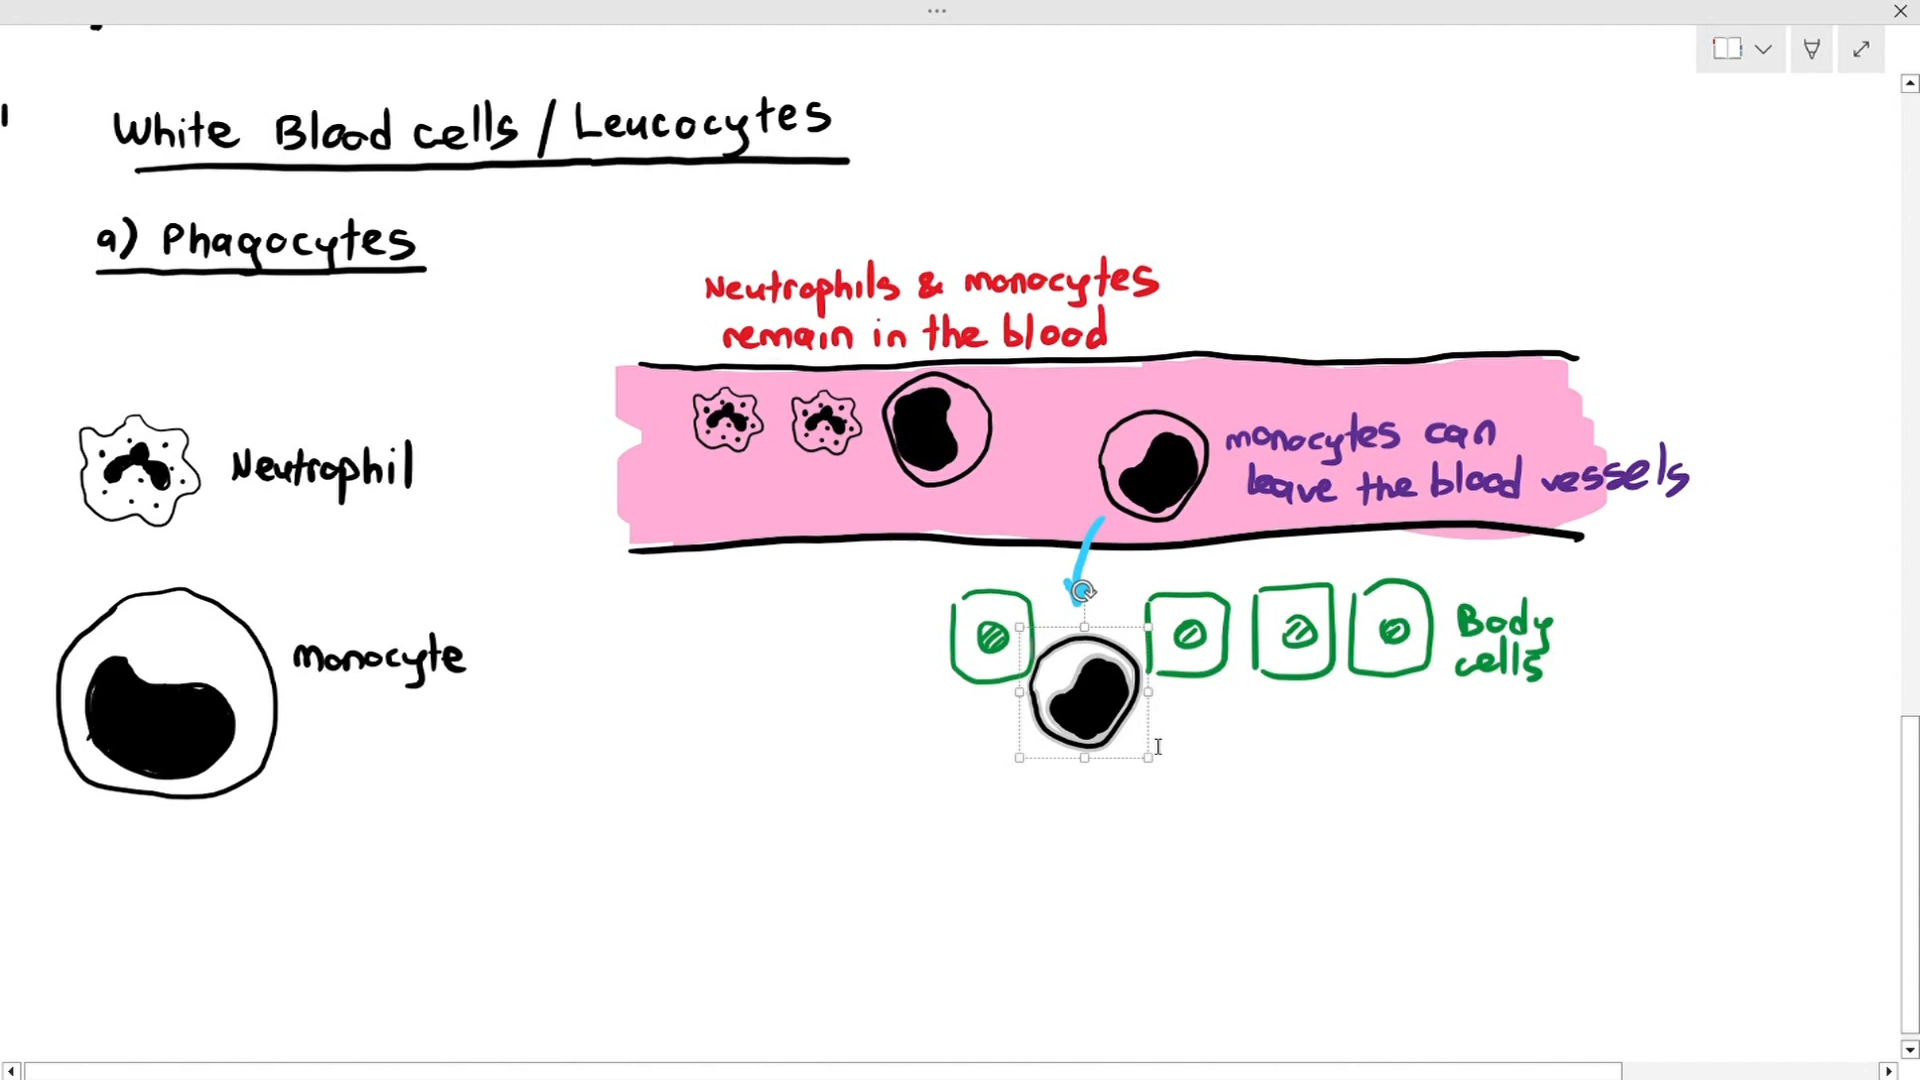 White Blood cells / Leucocytes
a) Phagocytes
Neutrophils & monocytes
remain in the blood
monocytes can
leave the blood vessels
Neutrophil
Body
cells
monocyte